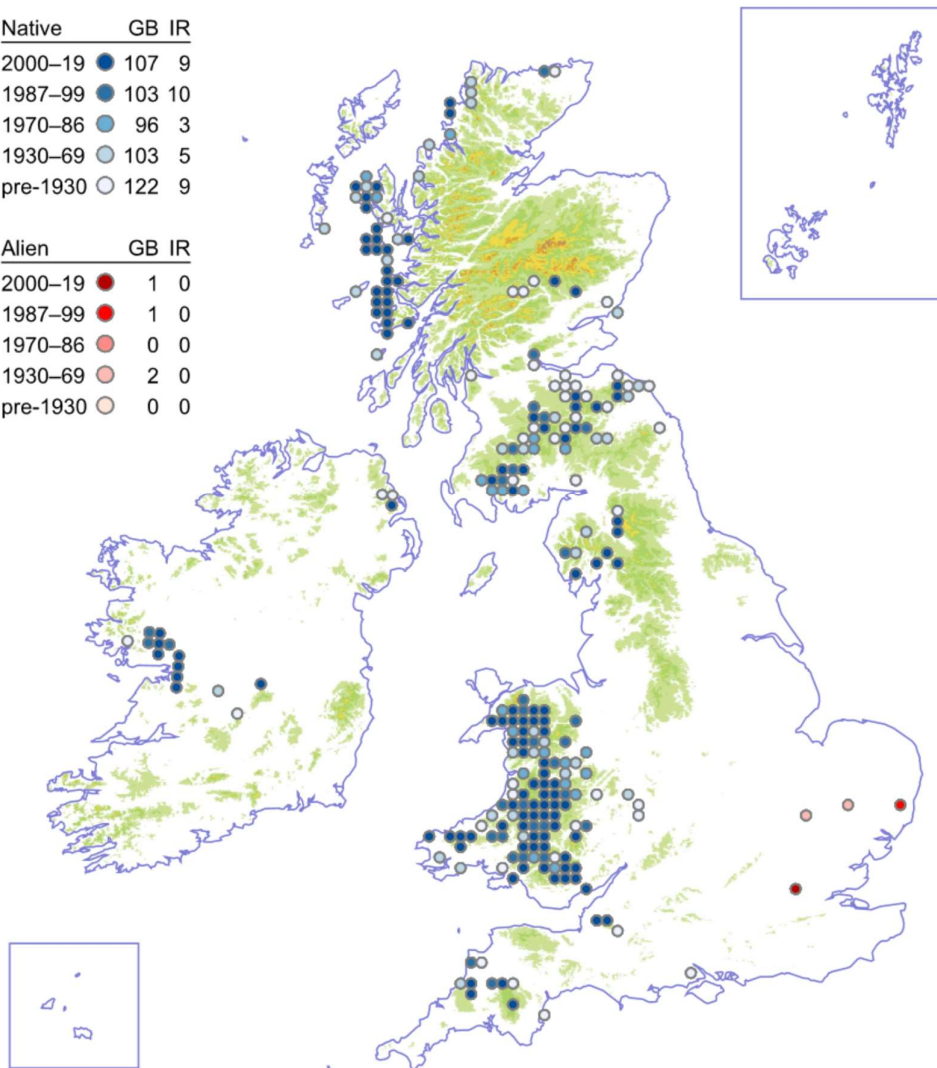 Native GB IR
2000–19 107 9
1987–99 103 10
1970–86 96 3
1930–69 103 5
pre-1930 122 9
Alien GB IR
2000–19 1 0
1987–99 1 0
1970–86 0 0
1930–69 2 0
pre-1930 0 0